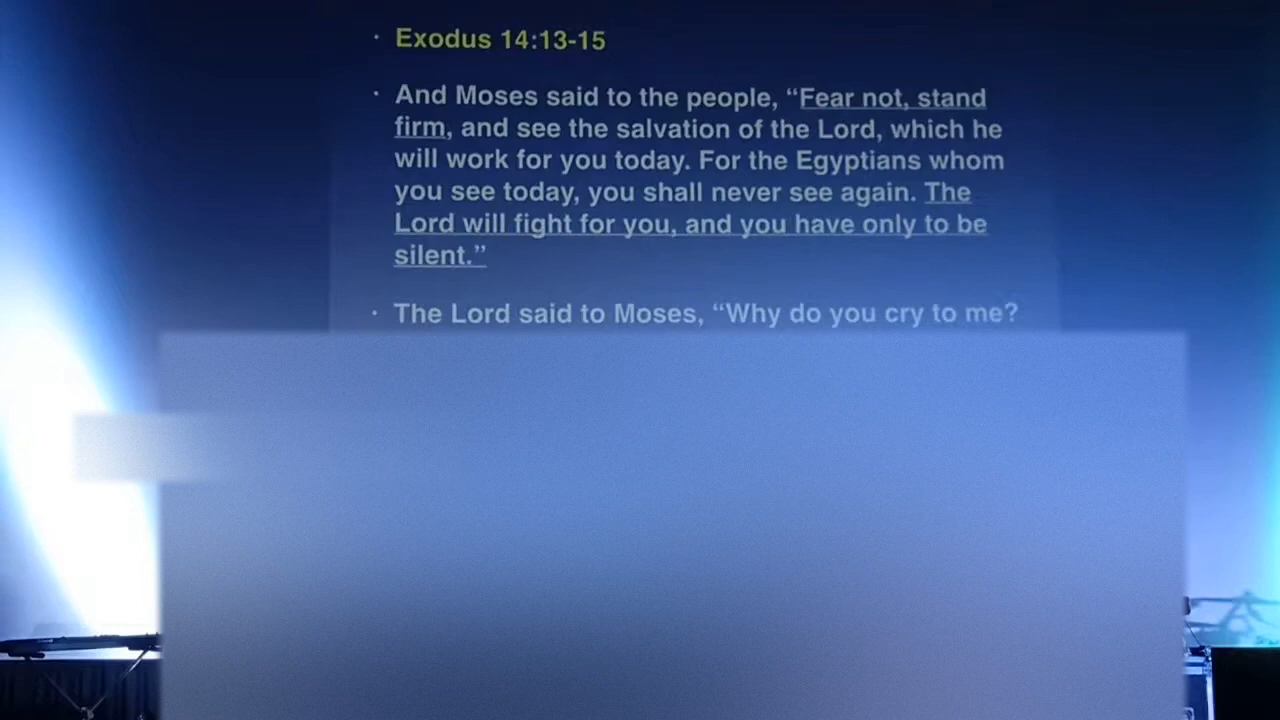 · Exodus 14:13-15
· And Moses said to the people, “Fear not, stand
firm, and see the salvation of the Lord, which he
will work for you today. For the Egyptians whom
you see today, you shall never see again. The
Lord will fight for you, and you have only to be
silent.”
· The Lord said to Moses, “Why do you cry to me?